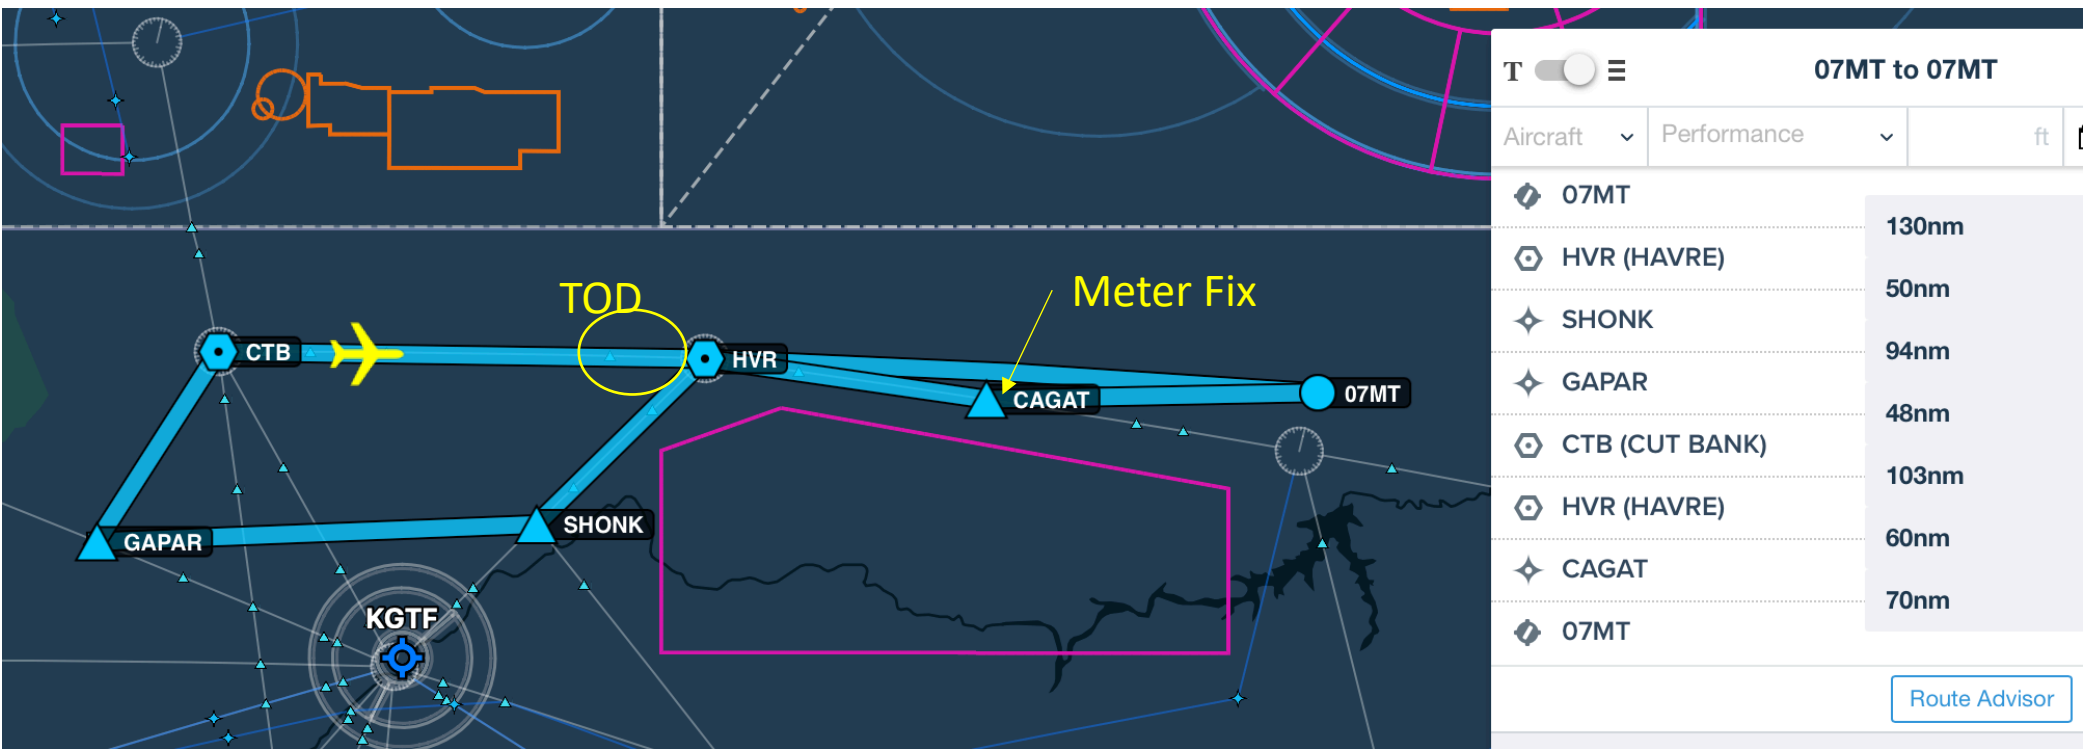 TOD
Meter Fix
CTB
HVR
CAGAT
07MT
GAPAR
SHONK
KGTF
T
07MT to 07MT
Aircraft
Performance
ft
07MT
130nm
HVR (HAVRE)
50nm
SHONK
94nm
GAPAR
48nm
CTB (CUT BANK)
103nm
HVR (HAVRE)
60nm
CAGAT
70nm
07MT
Route Advisor